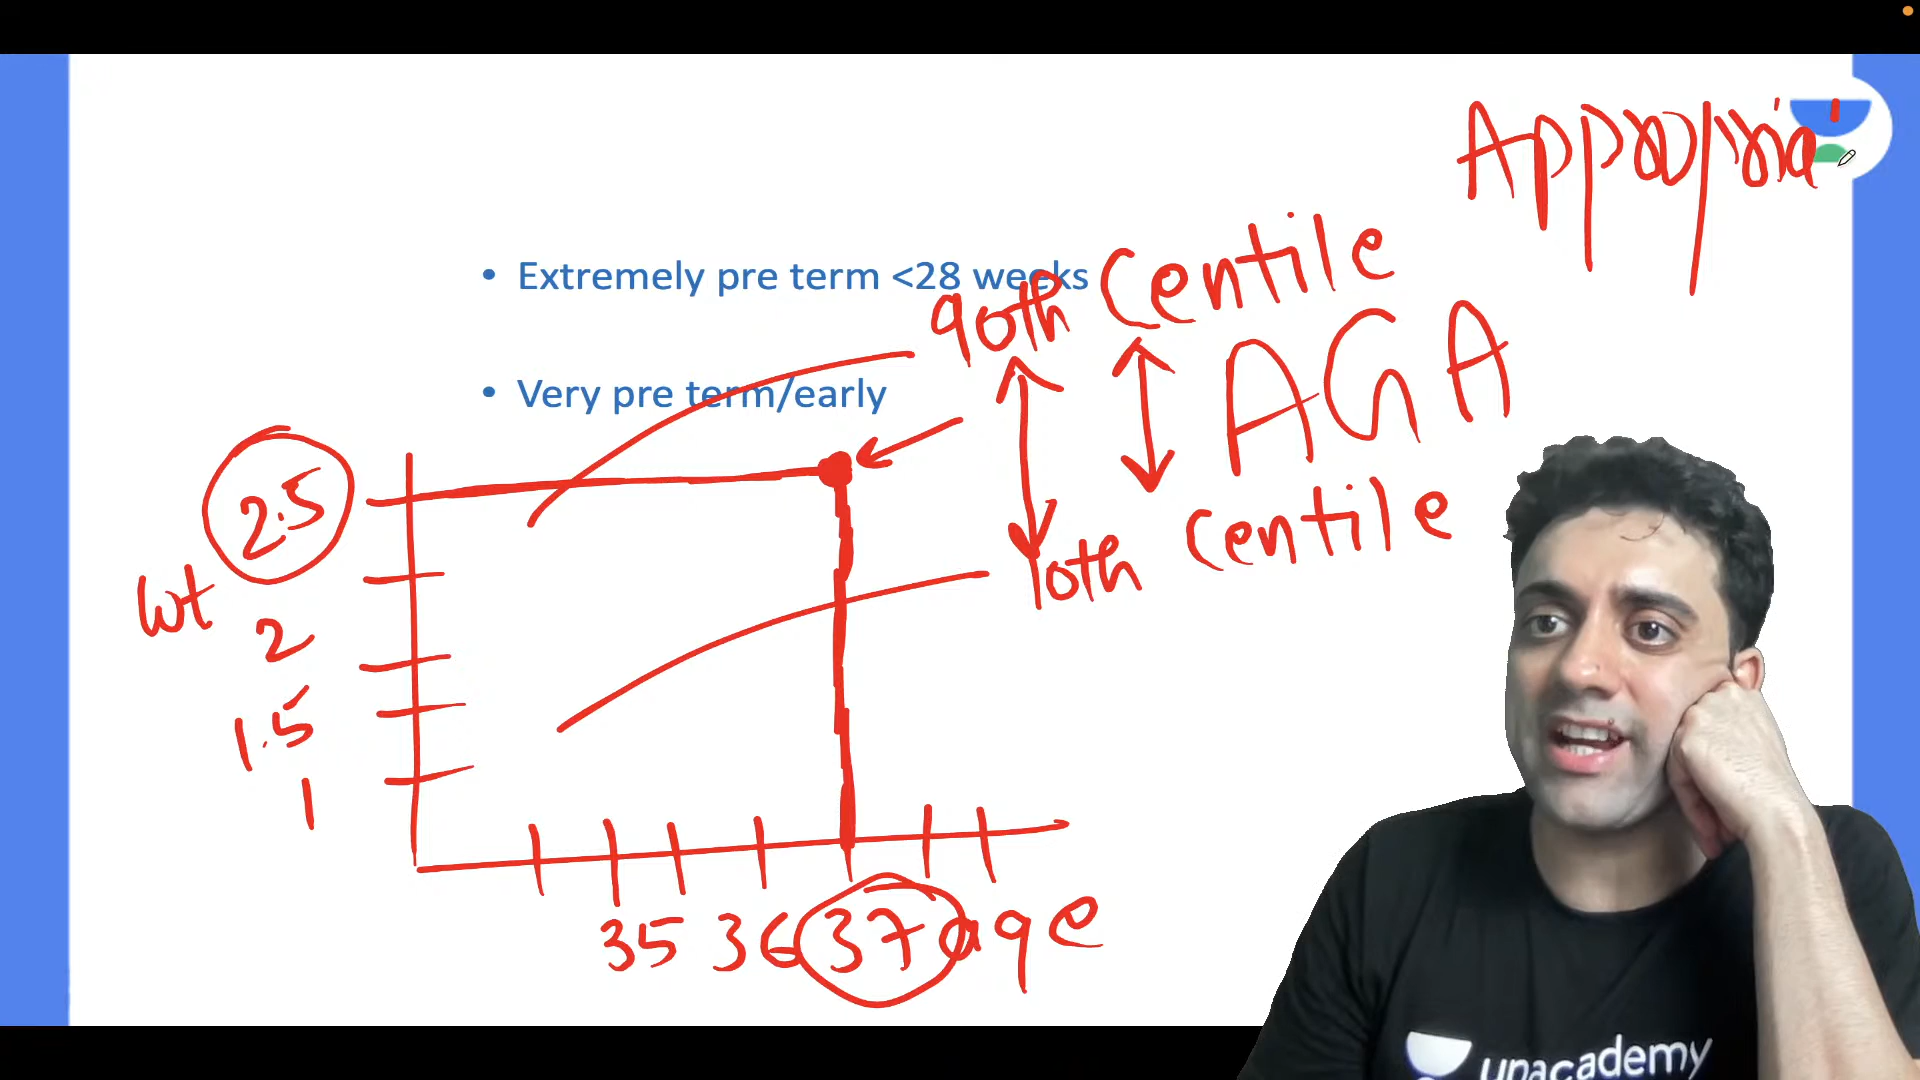 Appropria
• Extremely pre term <28 weeks
90th Centile
• Very pre term/early
AGA
2.5
10th Centile
wt
2
1.5
1
35 36 37 age
unacademy